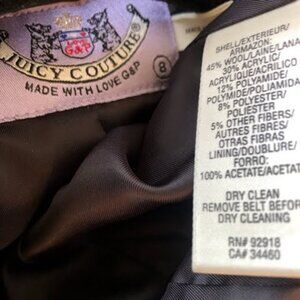 G&P
JUICY COUTURE
MADE WITH LOVE G&P
8
SHELL/EXTERIEUR/
ARMAZON:
45% WOOL/LAINE/LANA
30% ACRYLIC/
ACRYLIQUE/ACRILICO
12% POLYAMIDE/
POLYMIDE/POLIAMIDA
8% POLYESTER/
POLIESTER
5% OTHER FIBERS/
AUTRES FIBRES/
OTRAS FIBRAS
LINING/DOUBLURE/
FORRO:
100% ACETATE/ACETAT
DRY CLEAN
REMOVE BELT BEFOR
DRY CLEANING
RN# 92918
CA# 34460